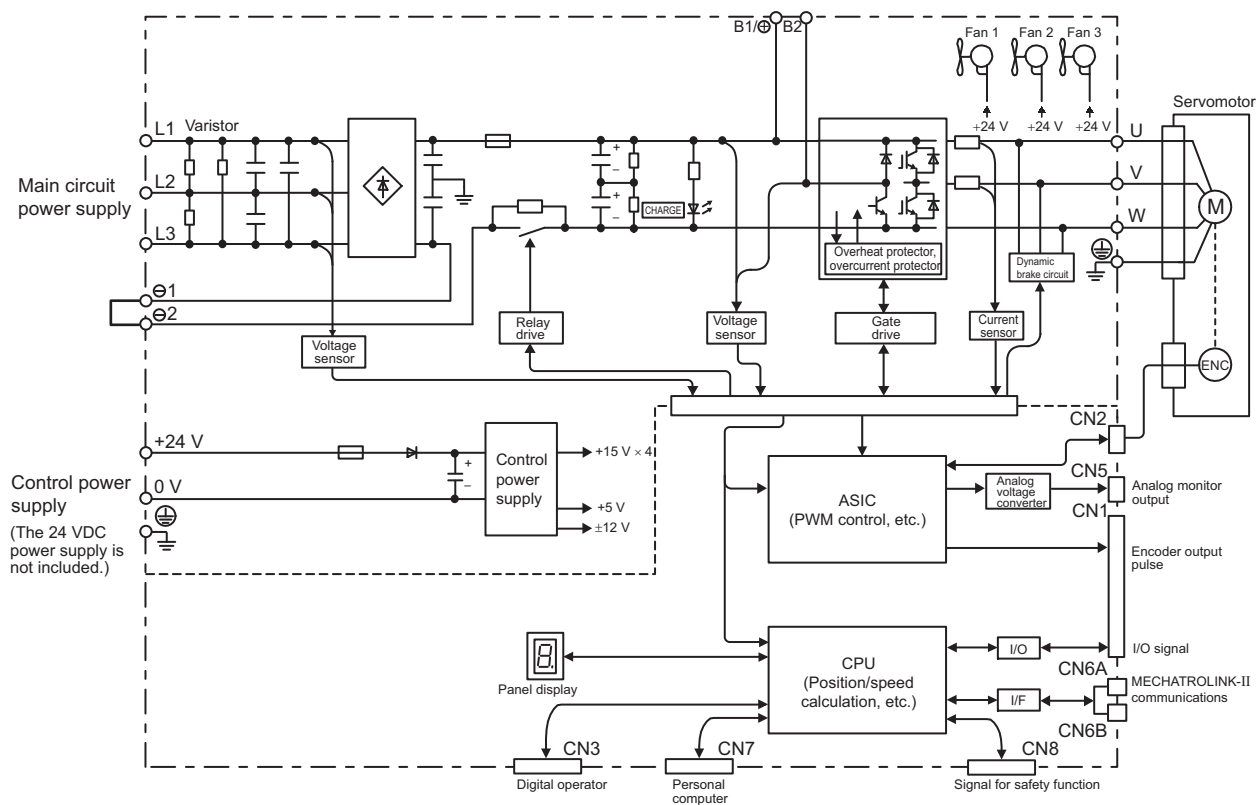 B1/⊕ B2
Fan 1 Fan 2 Fan 3
+24 V +24 V +24 V
Servomotor
Main circuit
power supply
L1
L2
L3
Varistor
⊖1
⊖2
+
–
+
–
CHARGE
Overheat protector,
overcurrent protector
U
V
W
M
ENC
Dynamic
brake circuit
Voltage
sensor
Relay
drive
Voltage
sensor
Gate
drive
Current
sensor
Control power
supply
(The 24 VDC
power supply is
not included.)
+24 V
0 V
+
–
Control
power
supply
+15 V × 4
+5 V
±12 V
ASIC
(PWM control, etc.)
Analog
voltage
converter
CN2
CN5
Analog monitor
output
CN1
Encoder output
pulse
I/O signal
CPU
(Position/speed
calculation, etc.)
I/O
I/F
CN6A
MECHATROLINK-II
communications
CN6B
8.
Panel display
CN3
Digital operator
CN7
Personal
computer
CN8
Signal for safety function